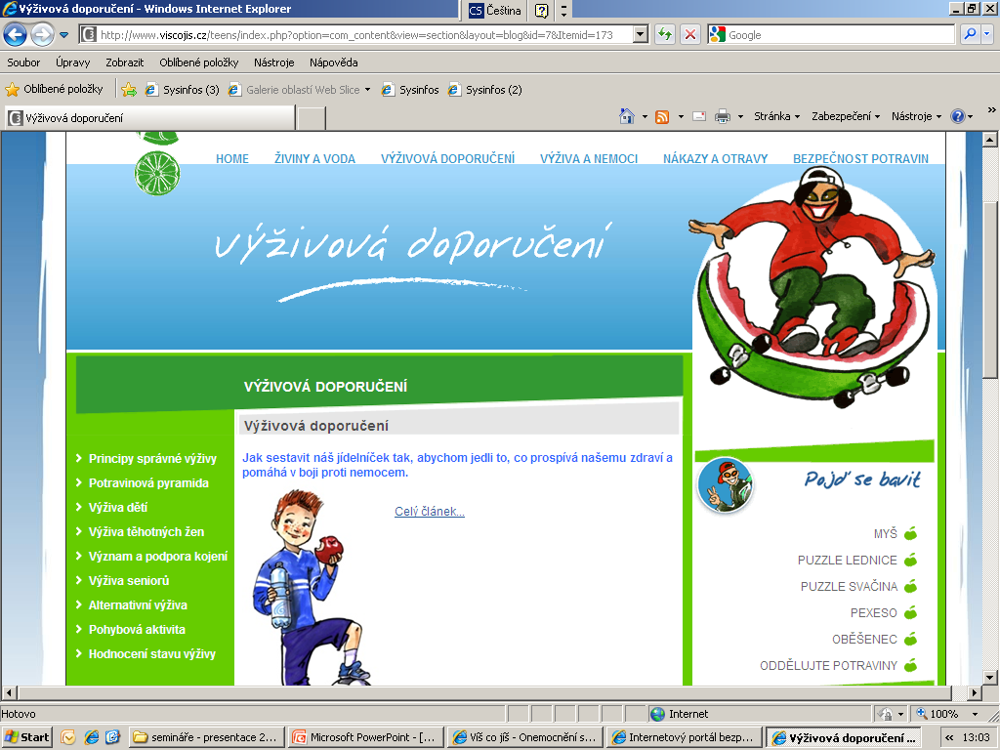 Výživová doporučení - Windows Internet Explorer
CS Čeština
http://www.viscojis.cz/teens/index.php?option=com_content&view=section&layout=blog&id=7&Itemid=173
Google
Soubor Úpravy Zobrazit Oblíbené položky Nástroje Nápověda
Oblíbené položky Sysinfos (3) Galerie oblastí Web Slice Sysinfos Sysinfos (2)
Výživová doporučení
Stránka Zabezpečení Nástroje
HOME ŽIVINY A VODA VÝŽIVOVÁ DOPORUČENÍ VÝŽIVA A NEMOCI NÁKAZY A OTRAVY BEZPEČNOST POTRAVIN
výživová doporučení
VÝŽIVOVÁ DOPORUČENÍ
Výživová doporučení
Jak sestavit náš jídelníček tak, abychom jedli to, co prospívá našemu zdraví a
pomáhá v boji proti nemocem.
Celý článek...
Principy správné výživy
Potravinová pyramida
Výživa dětí
Výživa těhotných žen
Význam a podpora kojení
Výživa seniorů
Alternativní výživa
Pohybová aktivita
Hodnocení stavu výživy
Pojď se bavit
MYŠ
PUZZLE LEDNICE
PUZZLE SVAČINA
PEXESO
OBĚŠENEC
ODDĚLUJTE POTRAVINY
Hotovo
Internet
100%
Start
semináře - presentace 2...
Microsoft PowerPoint - [...
Víš co jíš - Onemocnění s...
Internetový portál bezp...
Výživová doporučení ...
13:03